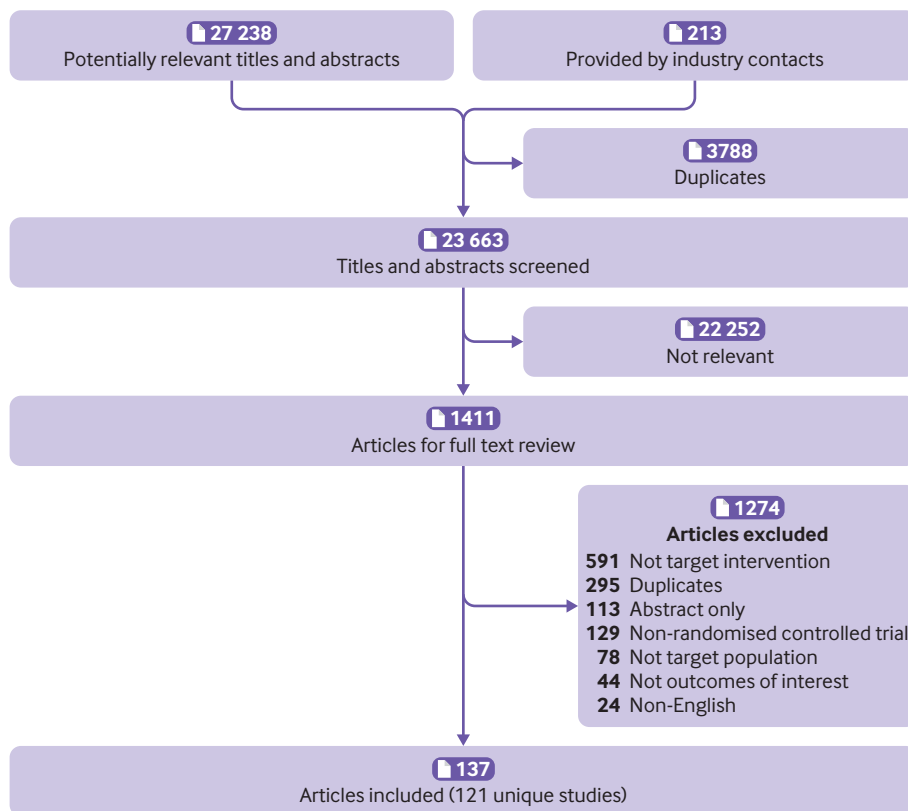 27 238
Potentially relevant titles and abstracts
213
Provided by industry contacts
3788
Duplicates
23 663
Titles and abstracts screened
22 252
Not relevant
1411
Articles for full text review
1274
Articles excluded
591 Not target intervention
295 Duplicates
113 Abstract only
129 Non-randomised controlled trial
78 Not target population
44 Not outcomes of interest
24 Non-English
137
Articles included (121 unique studies)